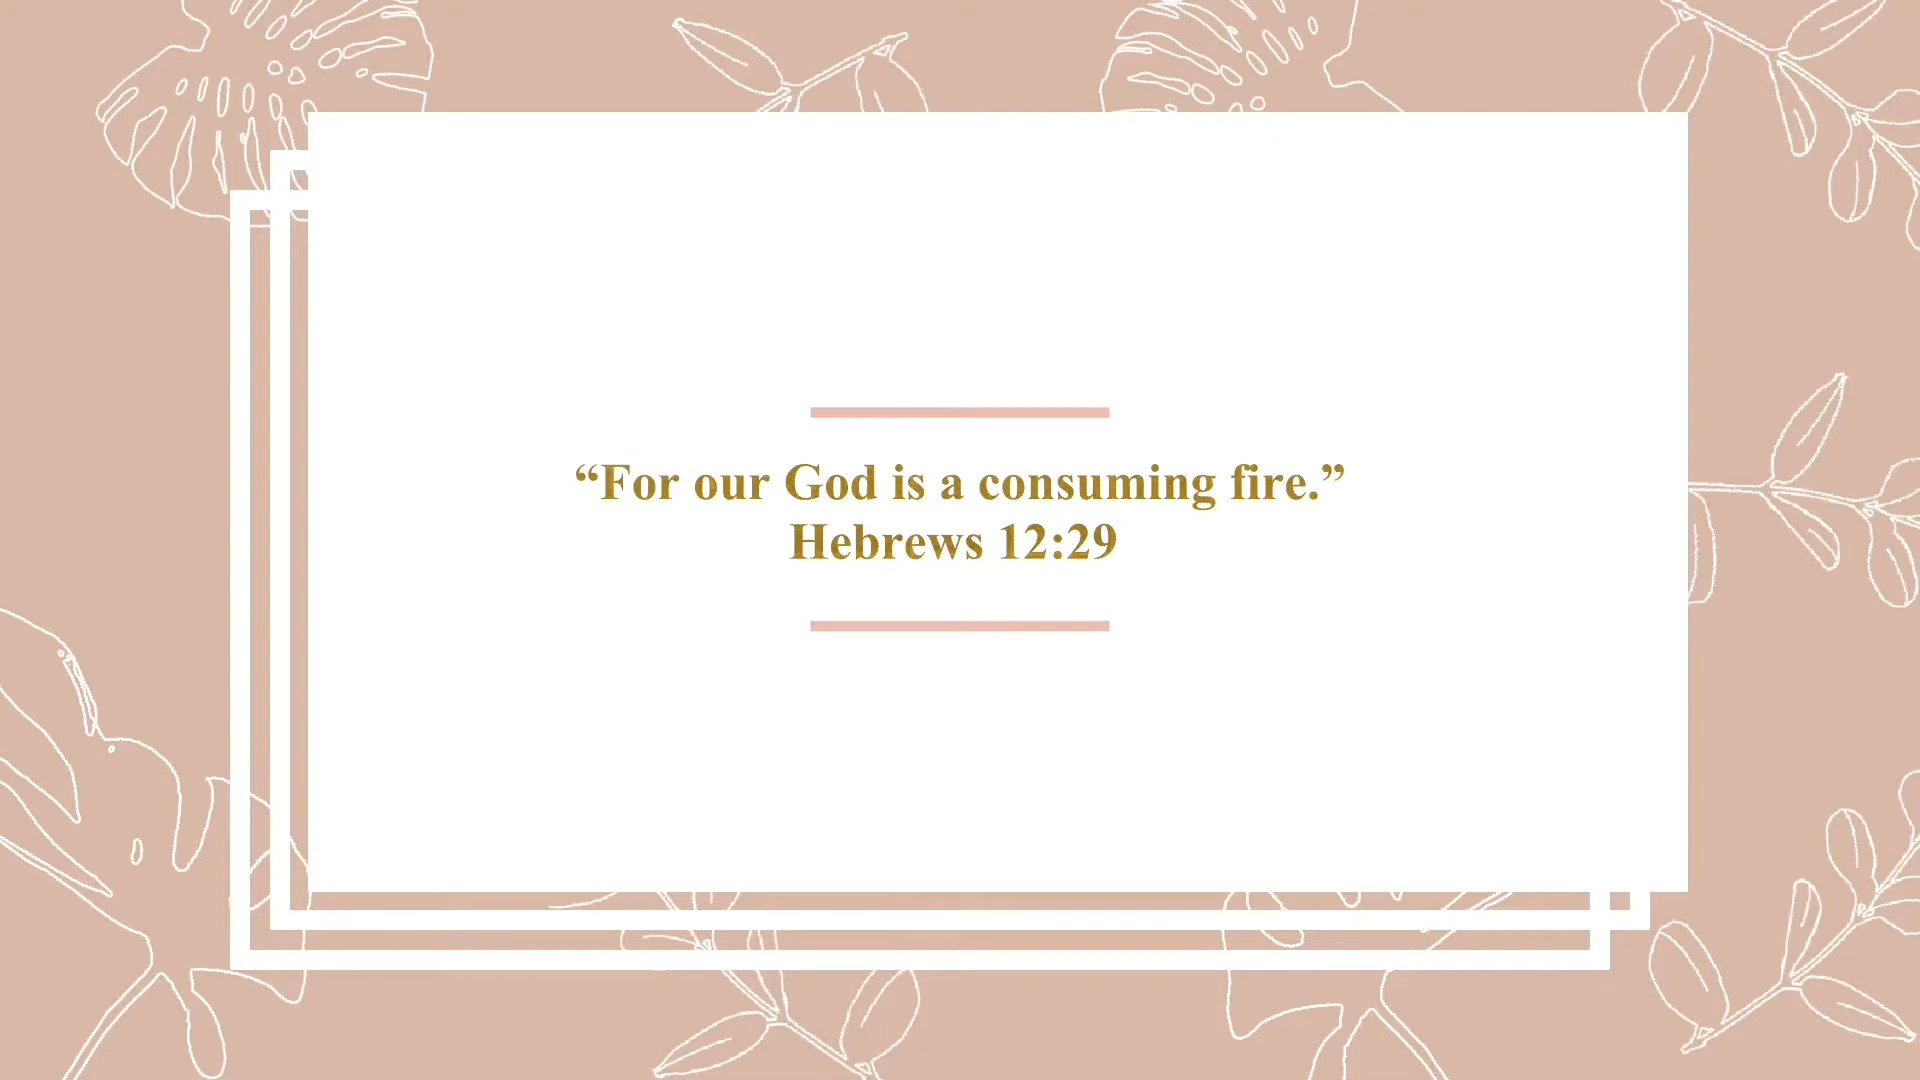 “For our God is a consuming fire.”
Hebrews 12:29